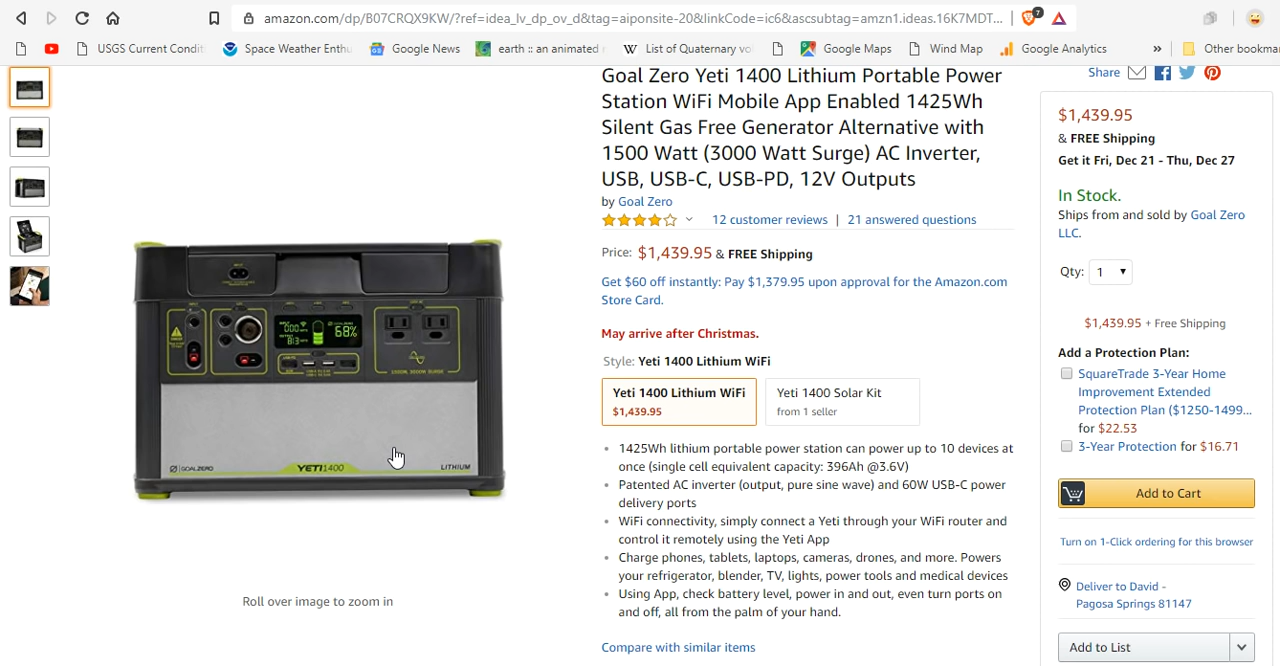 amazon.com/dp/B07CRQX9KW/?ref=idea_lv_dp_ov_d&tag=aiponsite-20&linkCode=ic6&ascsubtag=amzn1.ideas.16K7MDT...
7
USGS Current Condit
Space Weather Enthu
Google News
earth :: an animated
W
List of Quaternary vo
Google Maps
Wind Map
Google Analytics
»
Other bookma
Share
Goal Zero Yeti 1400 Lithium Portable Power
Station WiFi Mobile App Enabled 1425Wh
Silent Gas Free Generator Alternative with
1500 Watt (3000 Watt Surge) AC Inverter,
USB, USB-C, USB-PD, 12V Outputs
by Goal Zero
12 customer reviews | 21 answered questions
Price: $1,439.95 & FREE Shipping
Get $60 off instantly: Pay $1,379.95 upon approval for the Amazon.com
Store Card.
May arrive after Christmas.
Style: Yeti 1400 Lithium WiFi
Yeti 1400 Lithium WiFi
$1,439.95
Yeti 1400 Solar Kit
from 1 seller
• 1425Wh lithium portable power station can power up to 10 devices at
once (single cell equivalent capacity: 396Ah @3.6V)
• Patented AC inverter (output, pure sine wave) and 60W USB-C power
delivery ports
• WiFi connectivity, simply connect a Yeti through your WiFi router and
control it remotely using the Yeti App
• Charge phones, tablets, laptops, cameras, drones, and more. Powers
your refrigerator, blender, TV, lights, power tools and medical devices
• Using App, check battery level, power in and out, even turn ports on
and off, all from the palm of your hand.
Compare with similar items
68%
GOALZERO
YETI1400
LITHIUM
Roll over image to zoom in
$1,439.95
& FREE Shipping
Get it Fri, Dec 21 - Thu, Dec 27
In Stock.
Ships from and sold by Goal Zero
LLC.
Qty: 1
$1,439.95 + Free Shipping
Add a Protection Plan:
SquareTrade 3-Year Home
Improvement Extended
Protection Plan ($1250-1499...
for $22.53
3-Year Protection for $16.71
Add to Cart
Turn on 1-Click ordering for this browser
Deliver to David -
Pagosa Springs 81147
Add to List